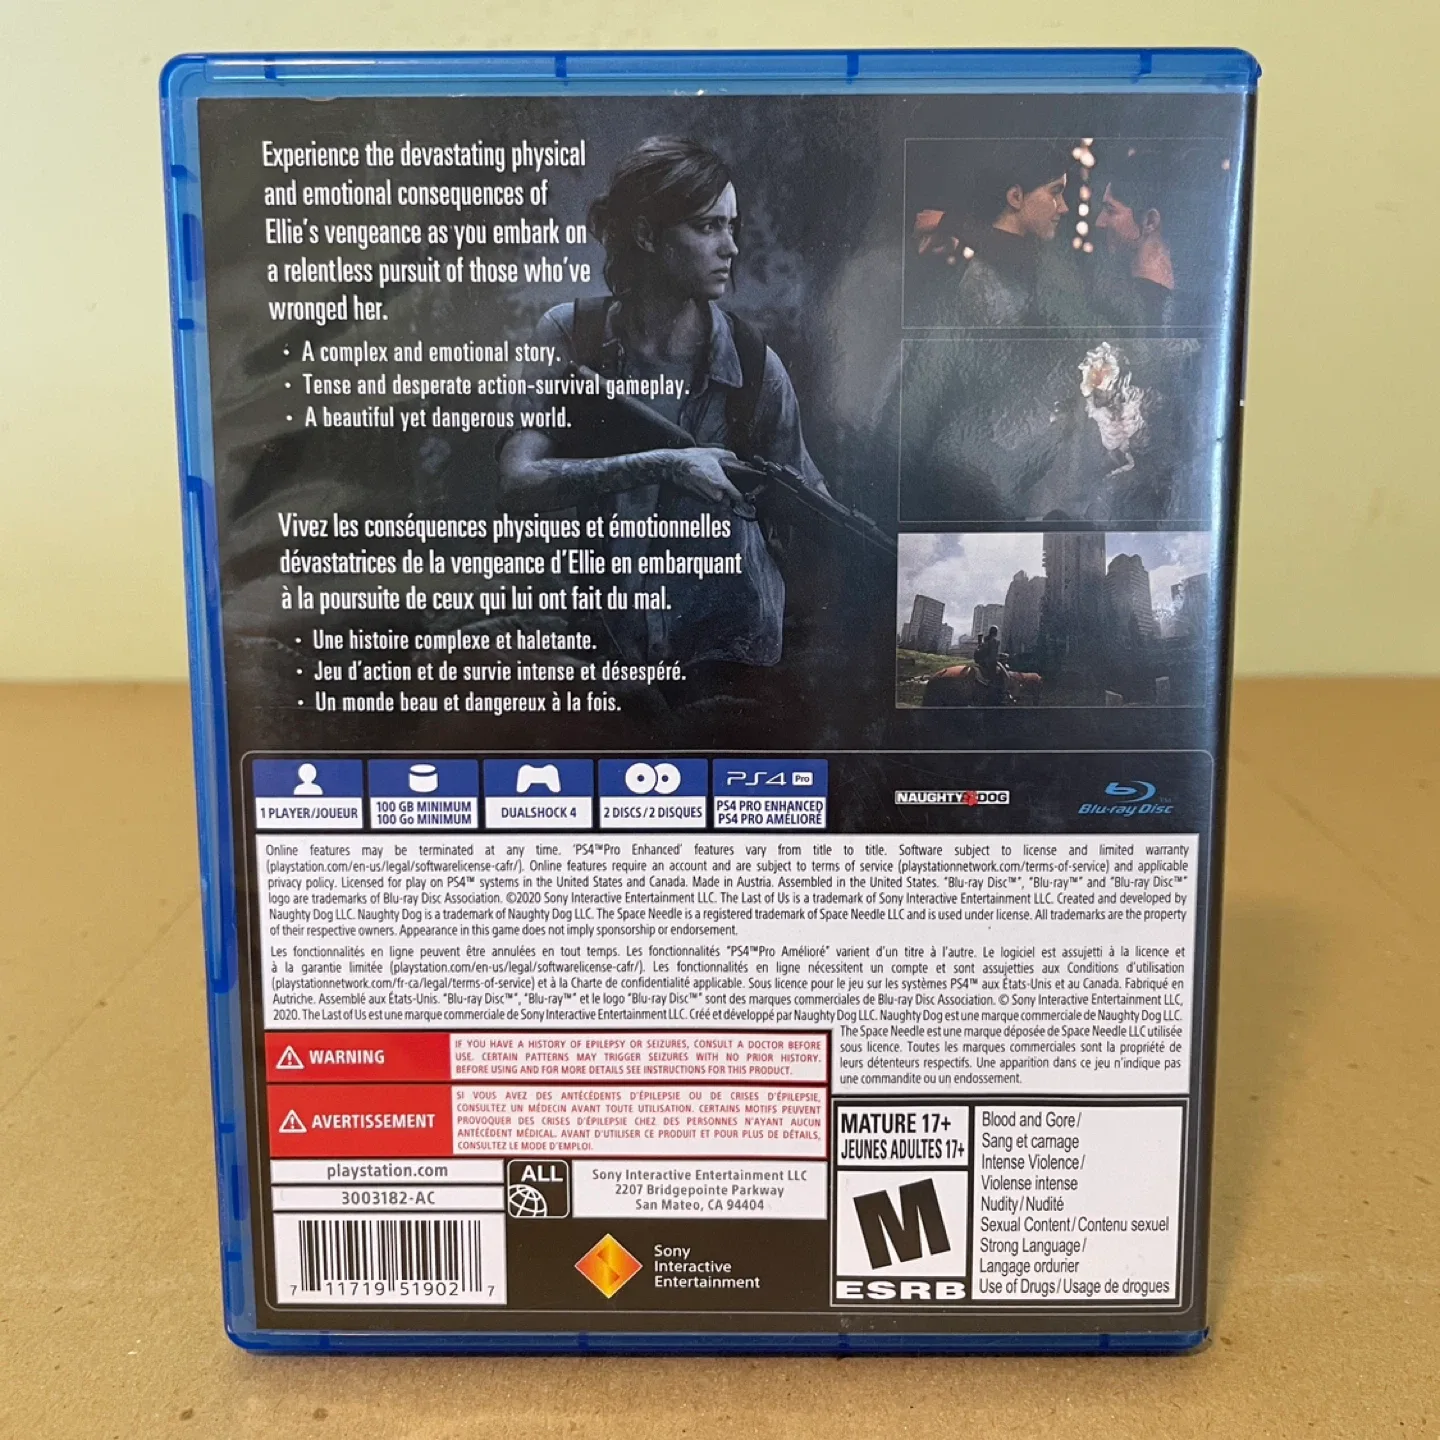 Experience the devastating physical
and emotional consequences of
Ellie's vengeance as you embark on
a relentless pursuit of those who've
wronged her.
· A complex and emotional story.
· Tense and desperate action-survival gameplay.
· A beautiful yet dangerous world.
Vivez les conséquences physiques et émotionnelles
dévastatrices de la vengeance d'Ellie en embarquant
à la poursuite de ceux qui lui ont fait du mal.
· Une histoire complexe et haletante.
· Jeu d'action et de survie intense et désespéré.
· Un monde beau et dangereux à la fois.
1 PLAYER/JOUEUR
100 GB MINIMUM
100 Go MINIMUM
DUALSHOCK 4
2 DISCS/2 DISQUES
PS4 Pro
PS4 PRO ENHANCED
PS4 PRO AMÉLIORÉ
NAUGHTY DOG
Blu-ray Disc™
Online features may be terminated at any time. 'PS4™Pro Enhanced' features vary from title to title. Software subject to license and limited warranty
(playstation.com/en-us/legal/softwarelicense-cafr/). Online features require an account and are subject to terms of service (playstationnetwork.com/terms-of-service) and applicable
privacy policy. Licensed for play on PS4™ systems in the United States and Canada. Made in Austria. Assembled in the United States. "Blu-ray Disc™", "Blu-ray™" and "Blu-ray Disc™"
logo are trademarks of Blu-ray Disc Association. ©2020 Sony Interactive Entertainment LLC. The Last of Us is a trademark of Sony Interactive Entertainment LLC. Created and developed by
Naughty Dog LLC. Naughty Dog is a trademark of Naughty Dog LLC. The Space Needle is a registered trademark of Space Needle LLC and is used under license. All trademarks are the property
of their respective owners. Appearance in this game does not imply sponsorship or endorsement.
Les fonctionnalités en ligne peuvent être annulées en tout temps. Les fonctionnalités "PS4™Pro Amélioré" varient d'un titre à l'autre. Le logiciel est assujetti à la licence et
à la garantie limitée (playstation.com/en-us/legal/softwarelicense-cafr/). Les fonctionnalités en ligne nécessitent un compte et sont assujetties aux Conditions d'utilisation
(playstationnetwork.com/fr-ca/legal/terms-of-service) et à la Charte de confidentialité applicable. Sous licence pour le jeu sur les systèmes PS4™ aux États-Unis et au Canada. Fabriqué en
Autriche. Assemblé aux États-Unis. "Blu-ray Disc™", "Blu-ray™" et le logo "Blu-ray Disc™" sont des marques commerciales de Blu-ray Disc Association. © Sony Interactive Entertainment LLC,
2020. The Last of Us est une marque commerciale de Sony Interactive Entertainment LLC. Créé et développé par Naughty Dog LLC. Naughty Dog est une marque commerciale de Naughty Dog LLC.
The Space Needle est une marque déposée de Space Needle LLC utilisée
sous licence. Toutes les marques commerciales sont la propriété de
leurs détenteurs respectifs. Une apparition dans ce jeu n'indique pas
une commandite ou un endossement.
WARNING
IF YOU HAVE A HISTORY OF EPILEPSY OR SEIZURES, CONSULT A DOCTOR BEFORE
USE. CERTAIN PATTERNS MAY TRIGGER SEIZURES WITH NO PRIOR HISTORY.
BEFORE USING AND FOR MORE DETAILS SEE INSTRUCTIONS FOR THIS PRODUCT.
AVERTISSEMENT
SI VOUS AVEZ DES ANTÉCÉDENTS D'ÉPILEPSIE OU DE CRISES D'ÉPILEPSIE,
CONSULTEZ UN MÉDECIN AVANT TOUTE UTILISATION. CERTAINS MOTIFS PEUVENT
PROVOQUER DES CRISES D'ÉPILEPSIE CHEZ DES PERSONNES N'AYANT AUCUN
ANTÉCÉDENT MÉDICAL. AVANT D'UTILISER CE PRODUIT ET POUR PLUS DE DÉTAILS,
CONSULTEZ LE MODE D'EMPLOI.
playstation.com
3003182-AC
ALL
Sony Interactive Entertainment LLC
2207 Bridgepointe Parkway
San Mateo, CA 94404
7 11719 51902 7
Sony
Interactive
Entertainment
MATURE 17+
JEUNES ADULTES 17+
M
ESRB
Blood and Gore/
Sang et carnage
Intense Violence/
Violense intense
Nudity/Nudité
Sexual Content/Contenu sexuel
Strong Language/
Langage ordurier
Use of Drugs/Usage de drogues